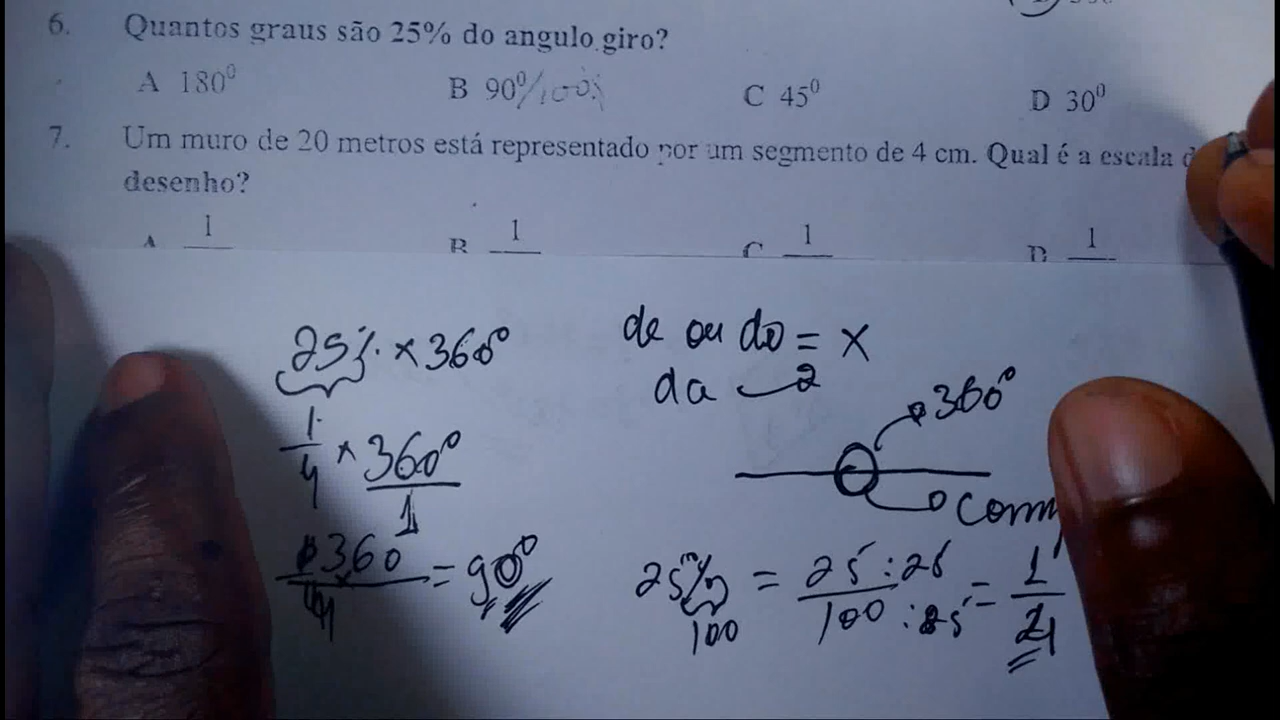 6. Quantos graus são 25% do angulo giro?
A 180⁰ B 90⁰/100% C 45⁰ D 30⁰
7. Um muro de 20 metros está representado por um segmento de 4 cm. Qual é a escala d
desenho?
A 1 B 1 C 1 D 1
25% × 360°
1/4 × 360°/1
360/4 = 90°
de ou do = x
da
360°
Com
25% = 25:25/100:25 = 1/4
100